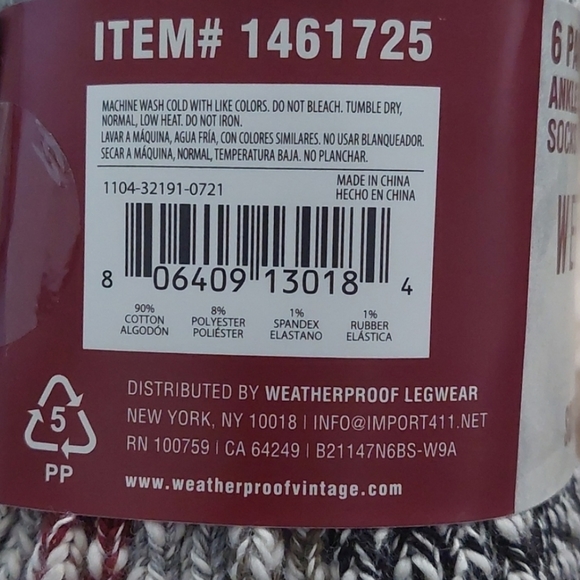 ITEM# 1461725
MACHINE WASH COLD WITH LIKE COLORS. DO NOT BLEACH. TUMBLE DRY,
NORMAL, LOW HEAT. DO NOT IRON.
LAVAR A MÁQUINA, AGUA FRÍA, CON COLORES SIMILARES. NO USAR BLANQUEADOR.
SECAR A MÁQUINA, NORMAL, TEMPERATURA BAJA. NO PLANCHAR.
1104-32191-0721
MADE IN CHINA
HECHO EN CHINA
8 06409 13018 4
90%
COTTON
ALGODÓN
8%
POLYESTER
POLIÉSTER
1%
SPANDEX
ELASTANO
1%
RUBBER
ELÁSTICA
5
PP
DISTRIBUTED BY WEATHERPROOF LEGWEAR
NEW YORK, NY 10018 | INFO@IMPORT411.NET
RN 100759 | CA 64249 | B21147N6BS-W9A
www.weatherproofvintage.com
6